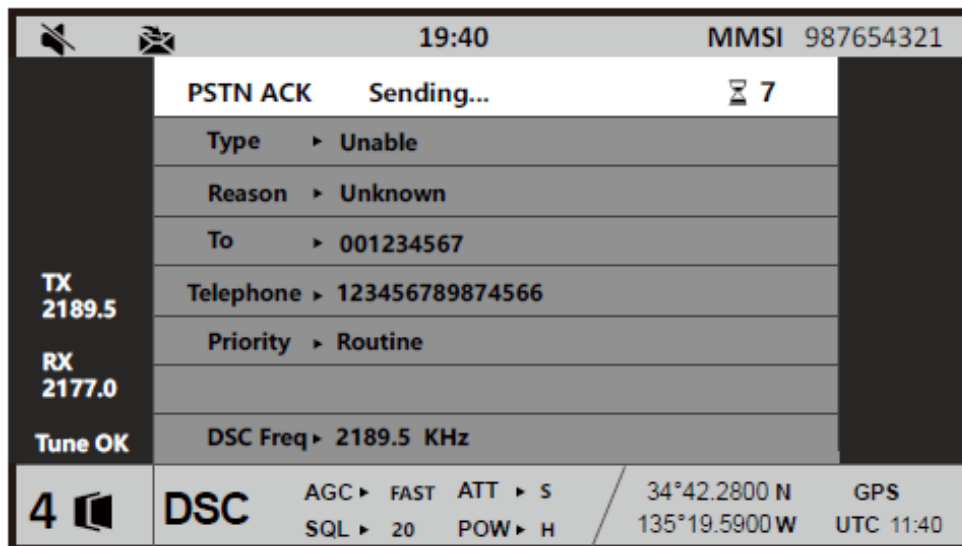 19:40 MMSI 987654321
PSTN ACK Sending... 7
Type ▸ Unable
Reason ▸ Unknown
To ▸ 001234567
Telephone ▸ 123456789874566
Priority ▸ Routine
DSC Freq ▸ 2189.5 KHz
TX
2189.5
RX
2177.0
Tune OK
4
DSC
AGC ▸ FAST ATT ▸ S
SQL ▸ 20 POW ▸ H
34°42.2800 N
135°19.5900 W
GPS
UTC 11:40